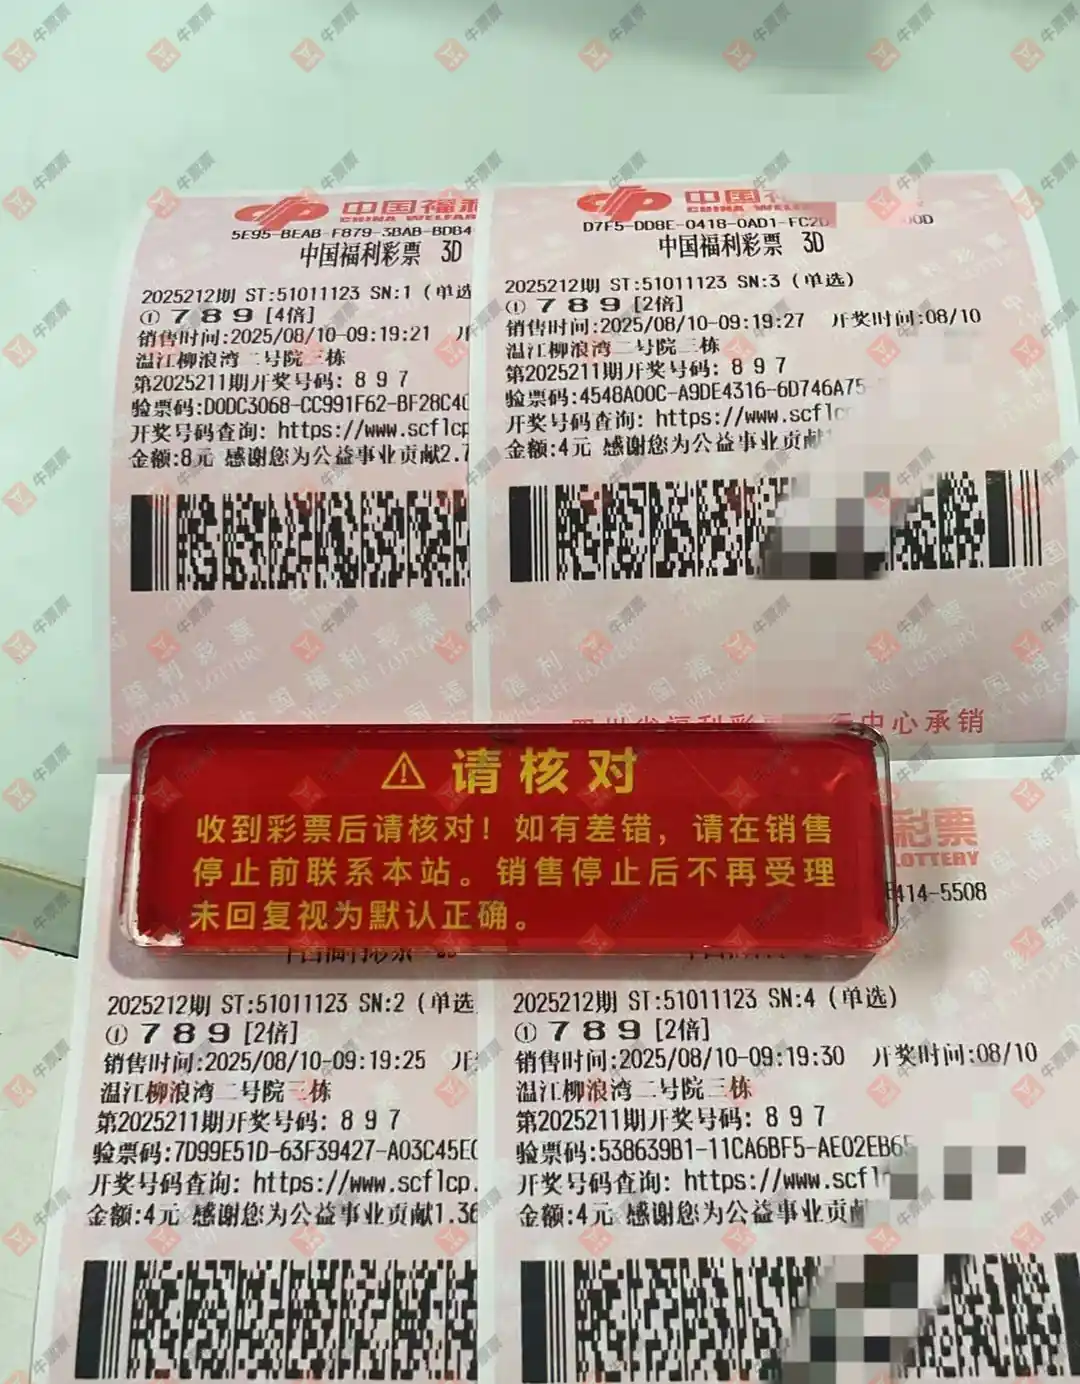 中国福利
CHINA WELFAR
5E95-BEAB-F879-3BAB-BDB4
中国福利彩票 3D
2025212期 ST:51011123 SN:1 (单选
① 7 8 9 [4倍]
销售时间:2025/08/10-09:19:21 开
温江柳浪湾二号院三栋
第2025211期开奖号码: 8 9 7
验票码:D0DC3068-CC991F62-BF28C4
开奖号码查询: https://www.scflcp
金额:8元 感谢您为公益事业贡献2.7
中国福
CHINA WELF
D7F5-DD8E-0418-0AD1-FC2D
00D
中国福利彩票 3D
2025212期 ST:51011123 SN:3 (单选)
① 7 8 9 [2倍]
销售时间:2025/08/10-09:19:27 开奖时间:08/10
温江柳浪湾二号院三栋
第2025211期开奖号码: 8 9 7
验票码:4548A00C-A9DE4316-6D746A75-
开奖号码查询: https://www.scflc
金额:4元 感谢您为公益事业贡献
中心承销
⚠ 请核对
收到彩票后请核对！如有差错，请在销售
停止前联系本站。销售停止后不再受理
未回复视为默认正确。
彩票
LOTTERY
414-5508
2025212期 ST:51011123 SN:2 (单选
① 7 8 9 [2倍]
销售时间:2025/08/10-09:19:25 开
温江柳浪湾二号院三栋
第2025211期开奖号码: 8 9 7
验票码:7D99E51D-63F39427-A03C45E
开奖号码查询: https://www.scflcp.
金额:4元 感谢您为公益事业贡献1.36
2025212期 ST:51011123 SN:4 (单选)
① 7 8 9 [2倍]
销售时间:2025/08/10-09:19:30 开奖时间:08/10
温江柳浪湾二号院三栋
第2025211期开奖号码: 8 9 7
验票码:538639B1-11CA6BF5-AE02EB6
开奖号码查询: https://www.scfl
金额:4元 感谢您为公益事业贡献
牛票票